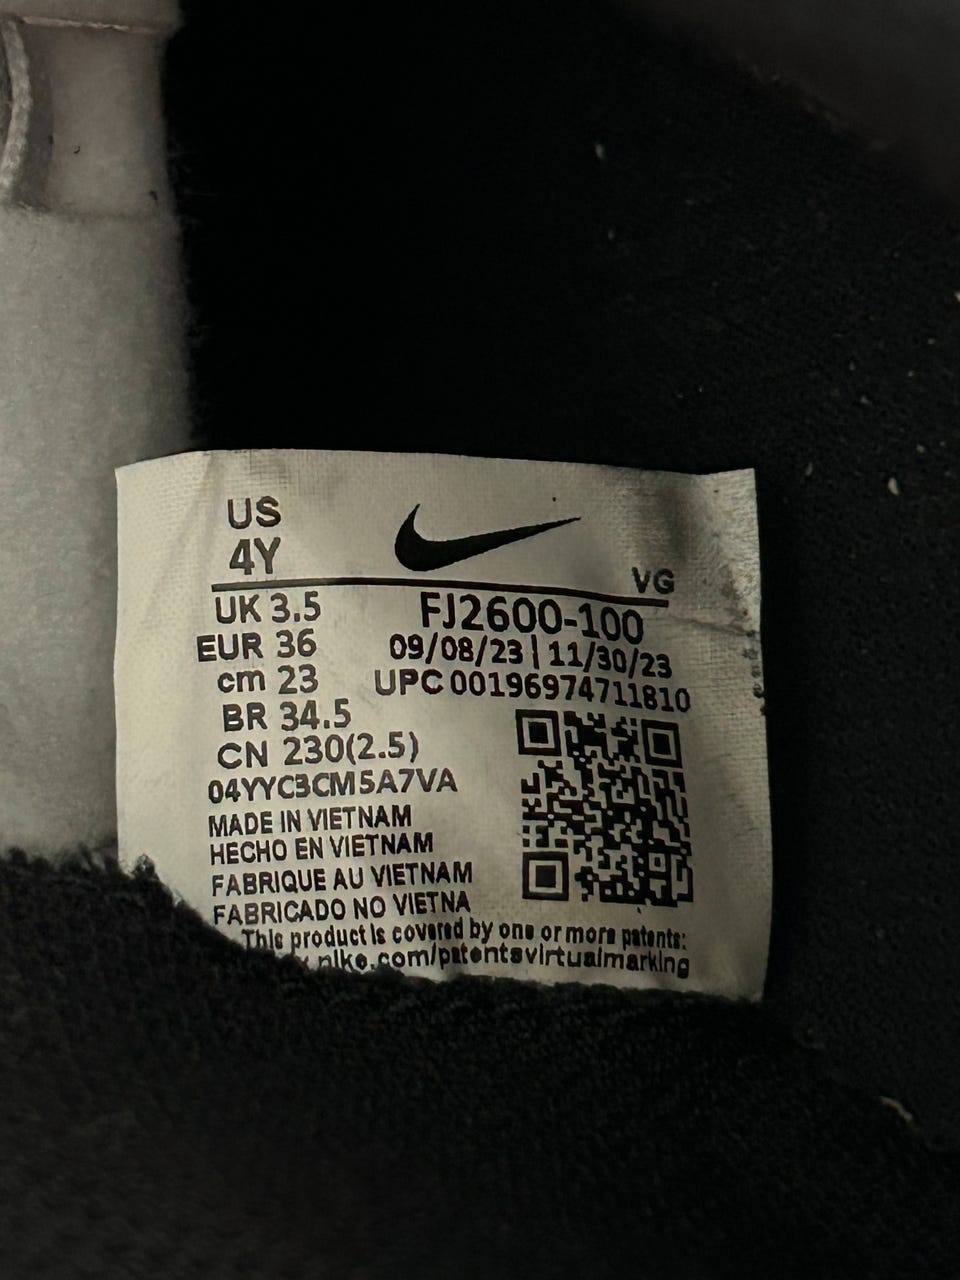 US
4Y
VG
UK 3.5
FJ2600-100
EUR 36
09/08/23 | 11/30/23
cm 23
UPC 00196974711810
BR 34.5
CN 230(2.5)
04YYC3CM5A7VA
MADE IN VIETNAM
HECHO EN VIETNAM
FABRIQUE AU VIETNAM
FABRICADO NO VIETNA
This product is covered by one or more patents:
nike.com/patentsvirtualmarking